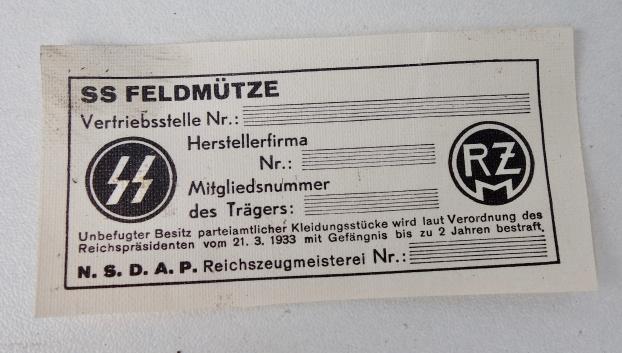 SS FELDMÜTZE
Vertriebsstelle Nr.:
Herstellerfirma
Nr.:
Mitgliedsnummer
des Trägers:
SS
RZM
Unbefugter Besitz parteiamtlicher Kleidungsstücke wird laut Verordnung des
Reichspräsidenten vom 21. 3. 1933 mit Gefängnis bis zu 2 Jahren bestraft.
N. S. D. A. P. Reichszeugmeisterei Nr.: